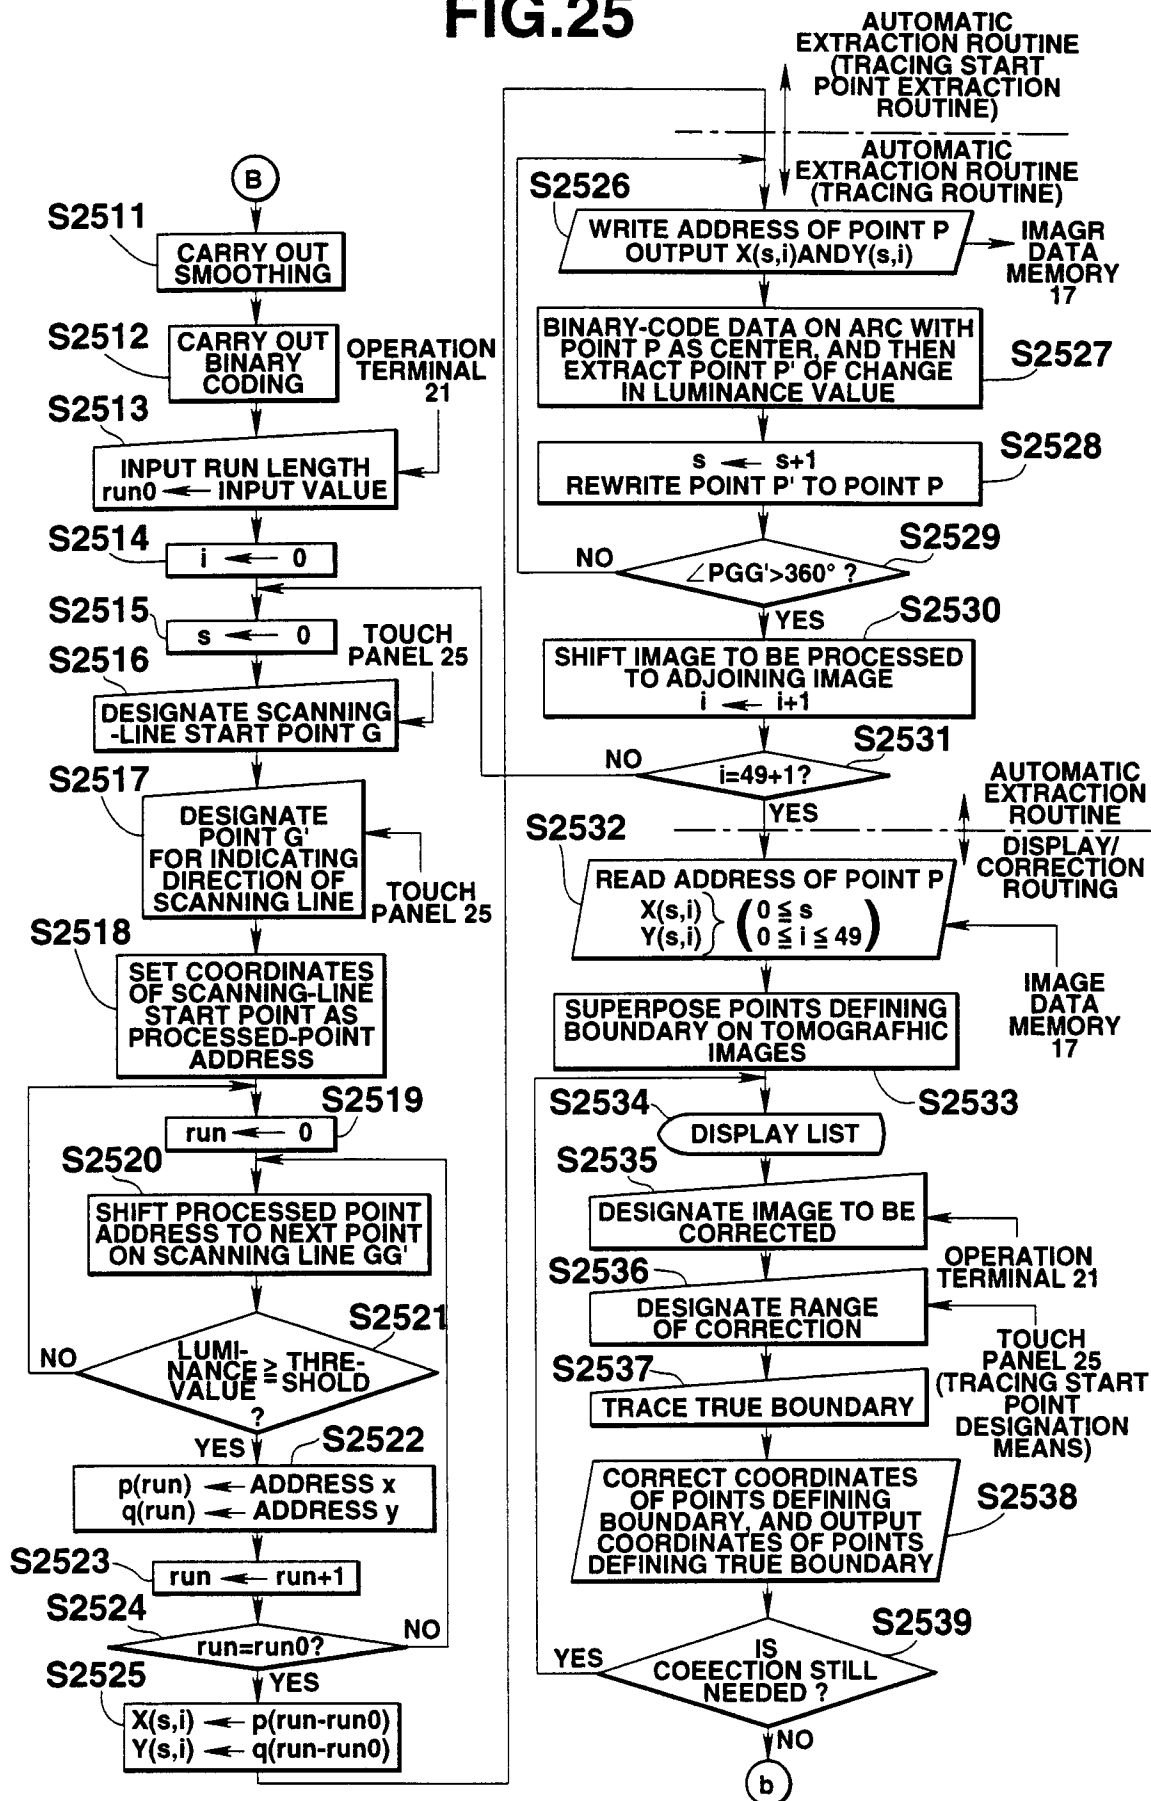 FIG.25
B
S2511
CARRY OUT
SMOOTHING
S2512
CARRY OUT
BINARY
CODING
OPERATION
TERMINAL
21
S2513
INPUT RUN LENGTH
run0 ← INPUT VALUE
S2514
i ← 0
S2515
s ← 0
S2516
TOUCH
PANEL 25
DESIGNATE SCANNING
-LINE START POINT G
S2517
DESIGNATE
POINT G'
FOR INDICATING
DIRECTION OF
SCANNING LINE
TOUCH
PANEL 25
S2518
SET COORDINATES
OF SCANNING-LINE
START POINT AS
PROCESSED-POINT
ADDRESS
S2519
run ← 0
S2520
SHIFT PROCESSED POINT
ADDRESS TO NEXT POINT
ON SCANNING LINE GG'
S2521
LUMI-
NANCE
VALUE
≧
THRE-
SHOLD
?
NO
YES
S2522
p(run) ← ADDRESS x
q(run) ← ADDRESS y
S2523
run ← run+1
S2524
run=run0?
NO
YES
S2525
X(s,i) ← p(run-run0)
Y(s,i) ← q(run-run0)
AUTOMATIC
EXTRACTION ROUTINE
(TRACING START
POINT EXTRACTION
ROUTINE)
AUTOMATIC
EXTRACTION ROUTINE
(TRACING ROUTINE)
S2526
WRITE ADDRESS OF POINT P
OUTPUT X(s,i)ANDY(s,i)
IMAGR
DATA
MEMORY
17
BINARY-CODE DATA ON ARC WITH
POINT P AS CENTER, AND THEN
EXTRACT POINT P' OF CHANGE
IN LUMINANCE VALUE
S2527
s ← s+1
REWRITE POINT P' TO POINT P
S2528
S2529
∠PGG'>360° ?
NO
YES
S2530
SHIFT IMAGE TO BE PROCESSED
TO ADJOINING IMAGE
i ← i+1
S2531
i=49+1?
NO
YES
AUTOMATIC
EXTRACTION
ROUTINE
DISPLAY/
CORRECTION
ROUTING
S2532
READ ADDRESS OF POINT P
X(s,i)
Y(s,i)
} (0 ≦ s
0 ≦ i ≦ 49)
IMAGE
DATA
MEMORY
17
SUPERPOSE POINTS DEFINING
BOUNDARY ON TOMOGRAFHIC
IMAGES
S2533
S2534
DISPLAY LIST
S2535
DESIGNATE IMAGE TO BE
CORRECTED
OPERATION
TERMINAL 21
S2536
DESIGNATE RANGE
OF CORRECTION
TOUCH
PANEL 25
(TRACING START
POINT
DESIGNATION
MEANS)
S2537
TRACE TRUE BOUNDARY
CORRECT COORDINATES
OF POINTS DEFINING
BOUNDARY, AND OUTPUT
COORDINATES OF POINTS
DEFINING TRUE BOUNDARY
S2538
S2539
IS
COEECTION STILL
NEEDED ?
YES
NO
b